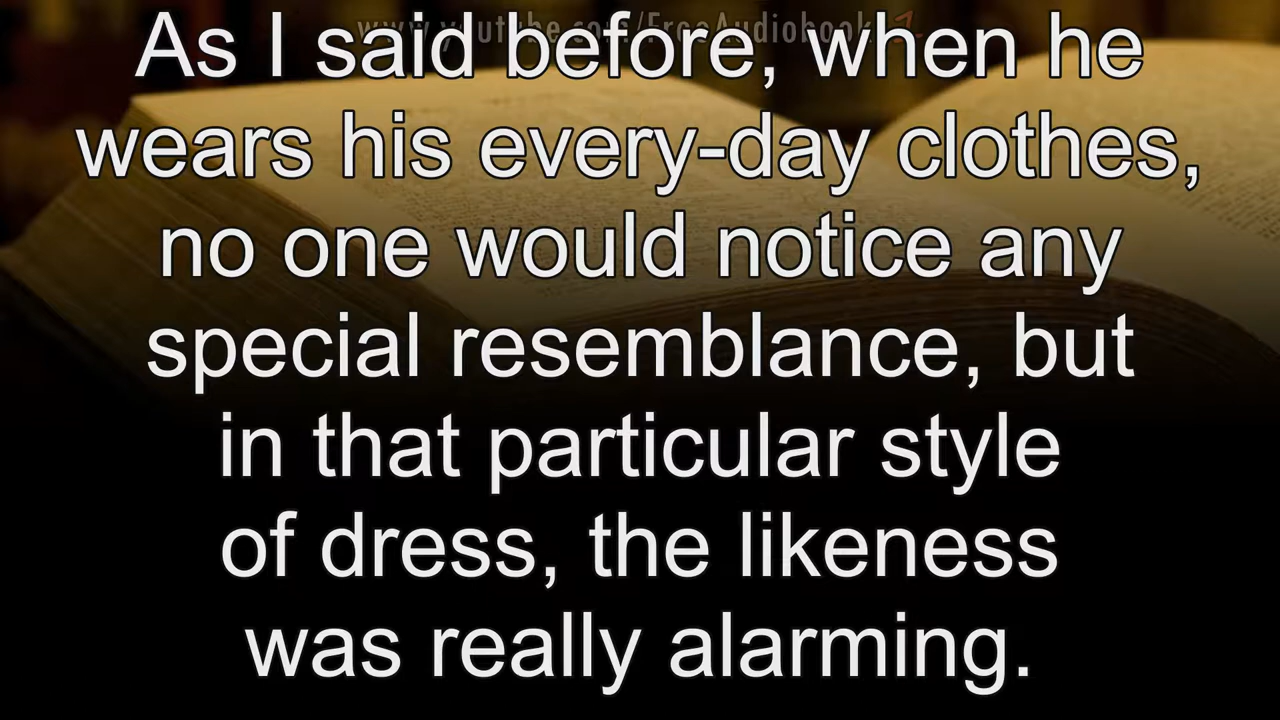 www.youtube.com/FreeAudiobooks
As I said before, when he
wears his every-day clothes,
no one would notice any
special resemblance, but
in that particular style
of dress, the likeness
was really alarming.